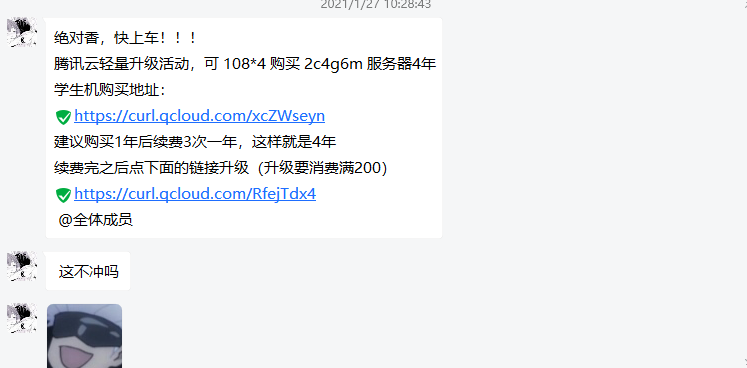 2021/1/27 10:28:43
绝对香，快上车！！！
腾讯云轻量升级活动，可 108*4 购买 2c4g6m 服务器4年
学生机购买地址：
https://curl.qcloud.com/xcZWseyn
建议购买1年后续费3次一年，这样就是4年
续费完之后点下面的链接升级（升级要消费满200）
https://curl.qcloud.com/RfejTdx4
@全体成员
这不冲吗